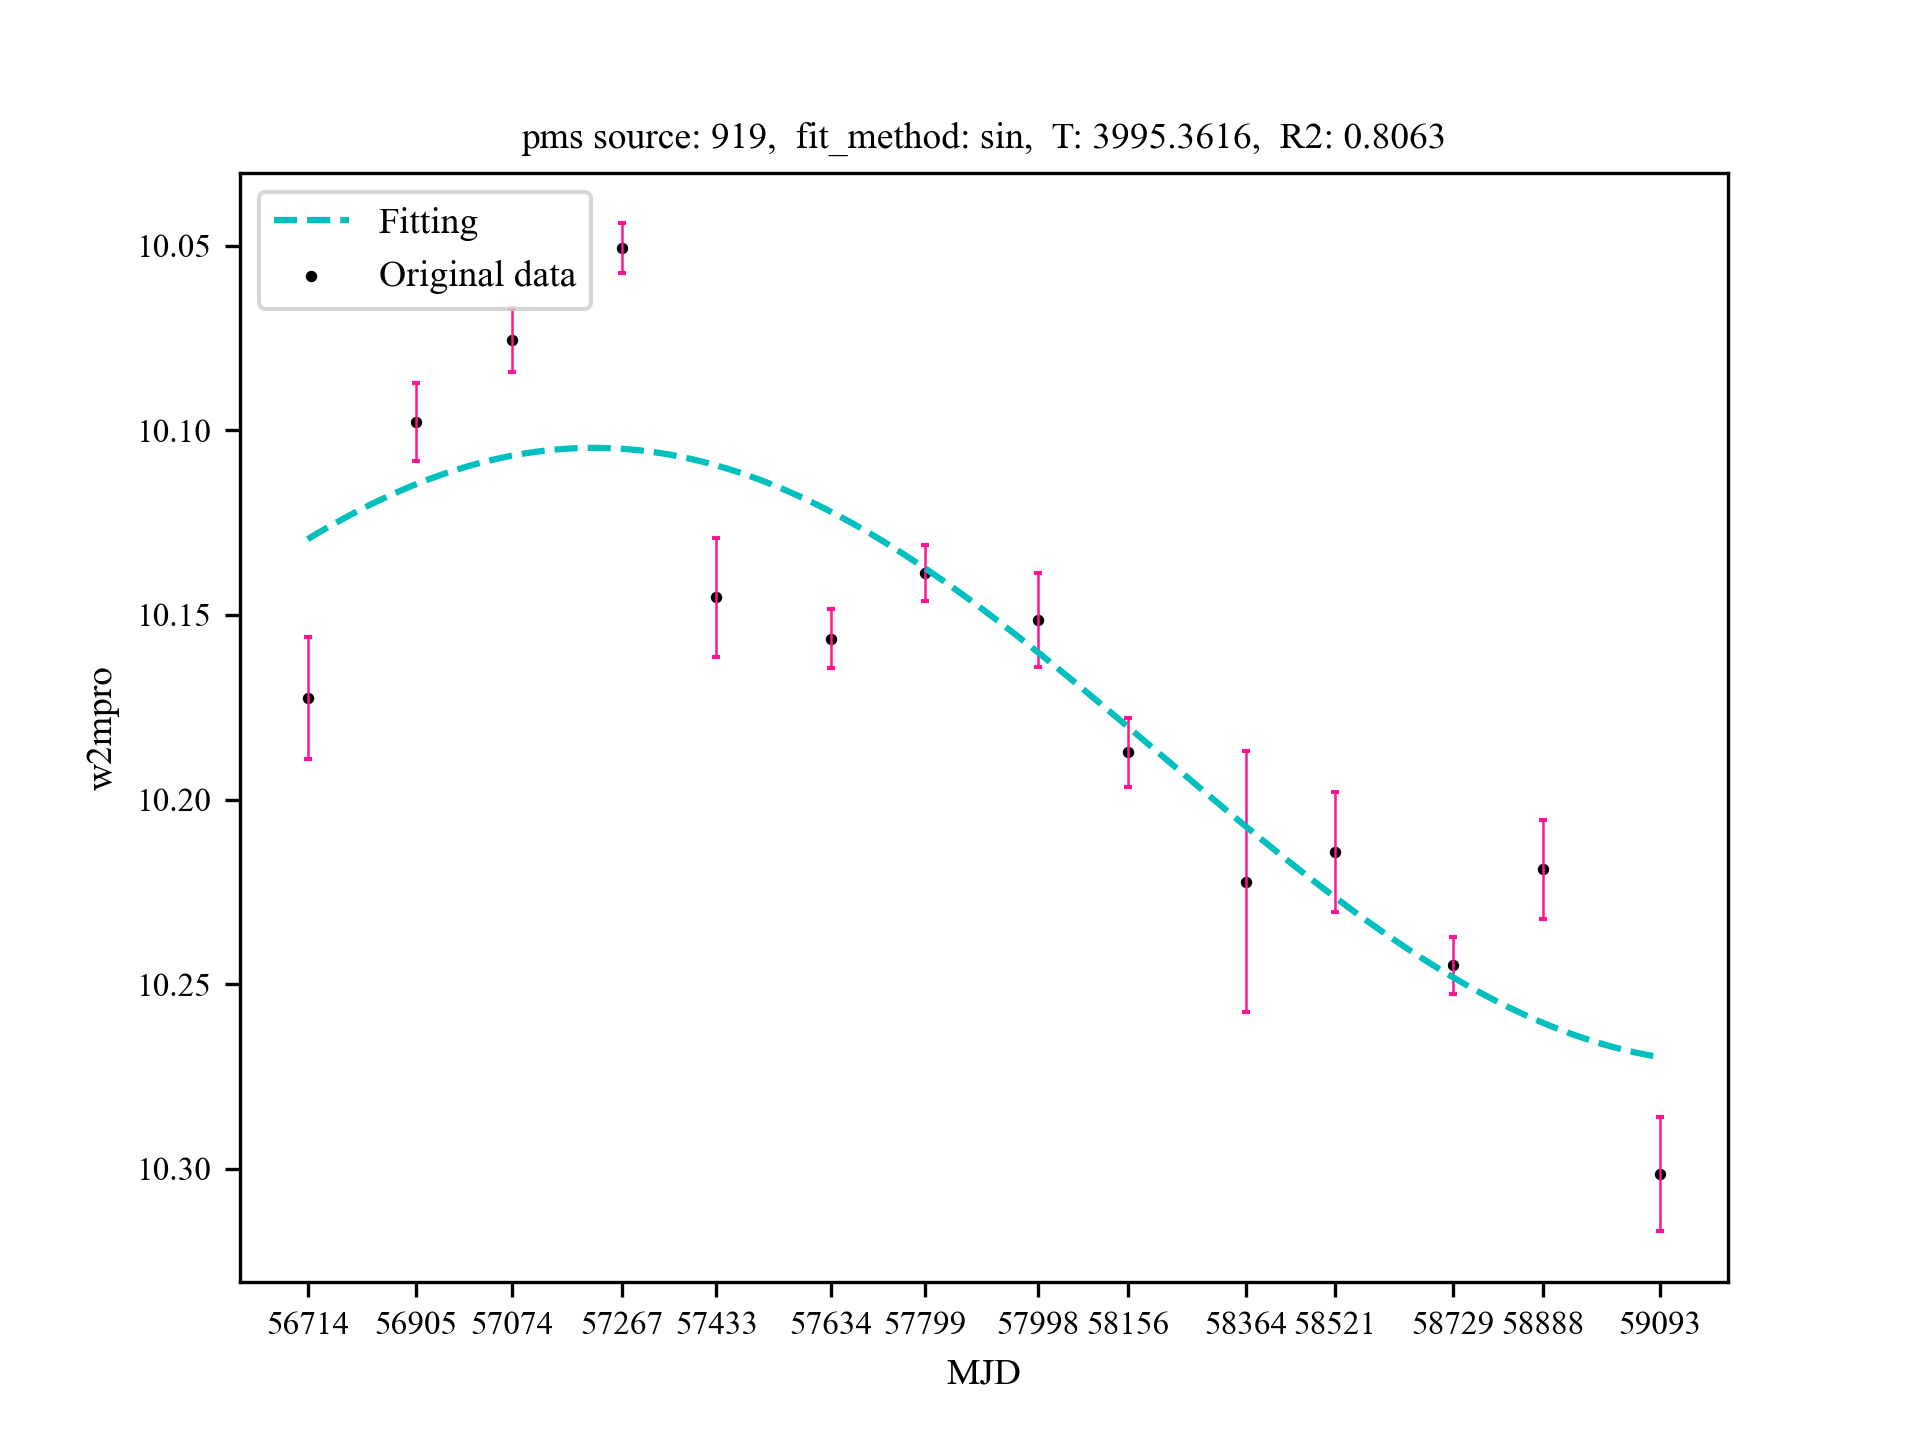 pms source: 919,  fit_method: sin,  T: 3995.3616,  R2: 0.8063
Fitting
Original data
10.05
10.10
10.15
10.20
10.25
10.30
w2mpro
56714 56905 57074 57267 57433 57634 57799 57998 58156 58364 58521 58729 58888 59093
MJD